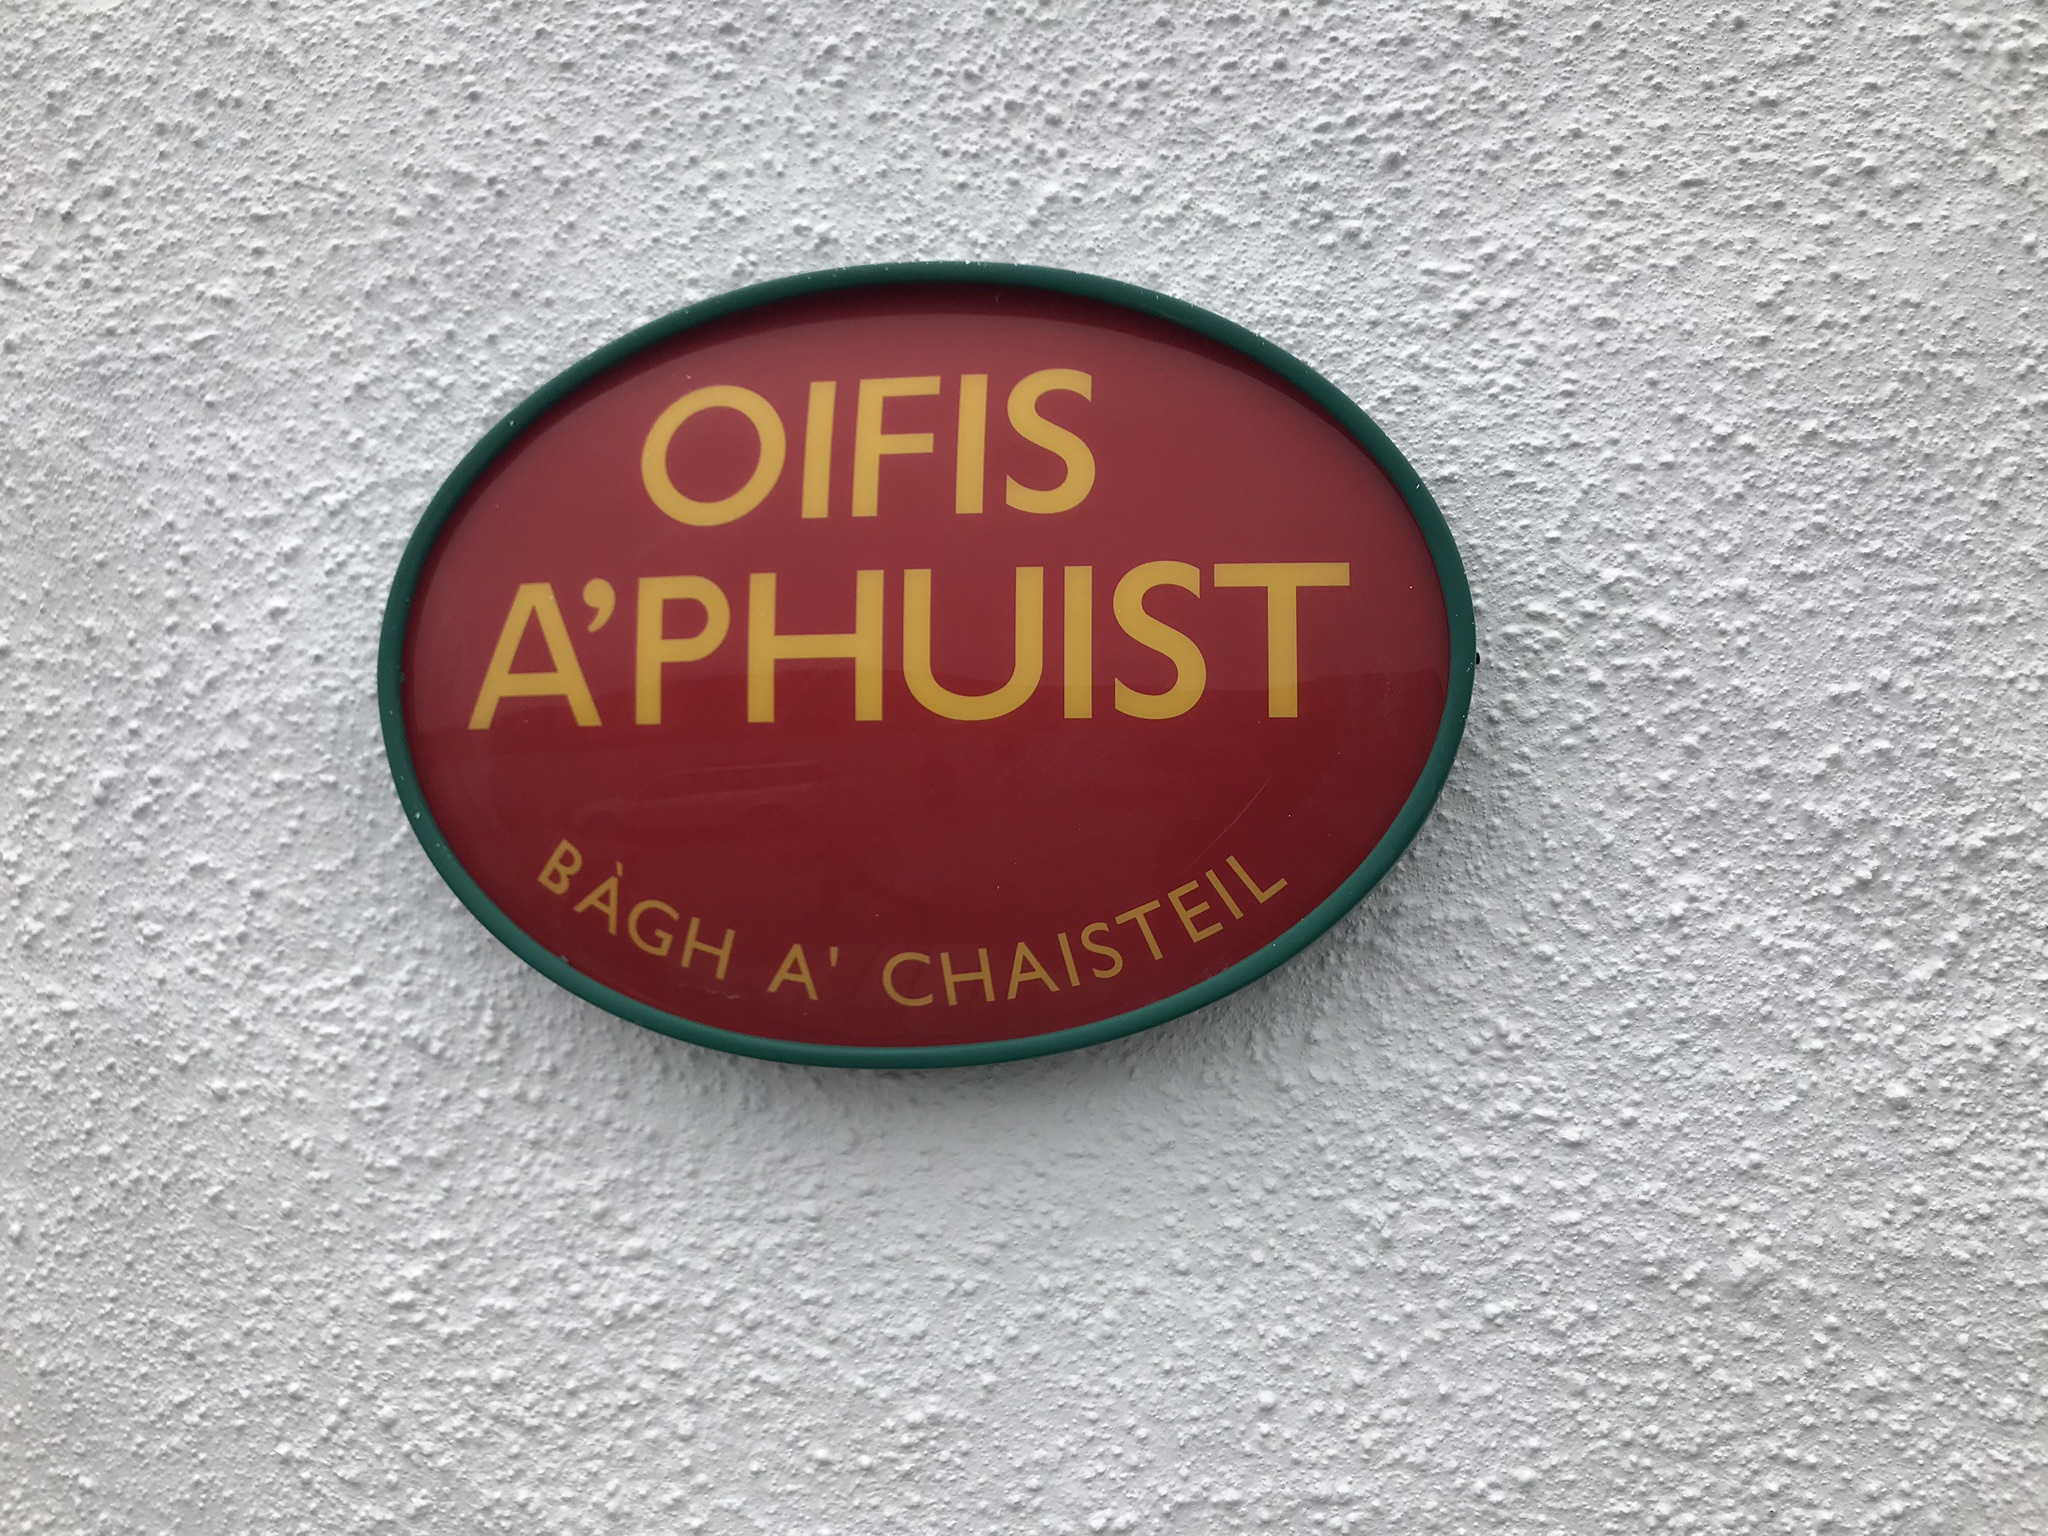 OIFIS
A’PHUIST
BÀGH A' CHAISTEIL